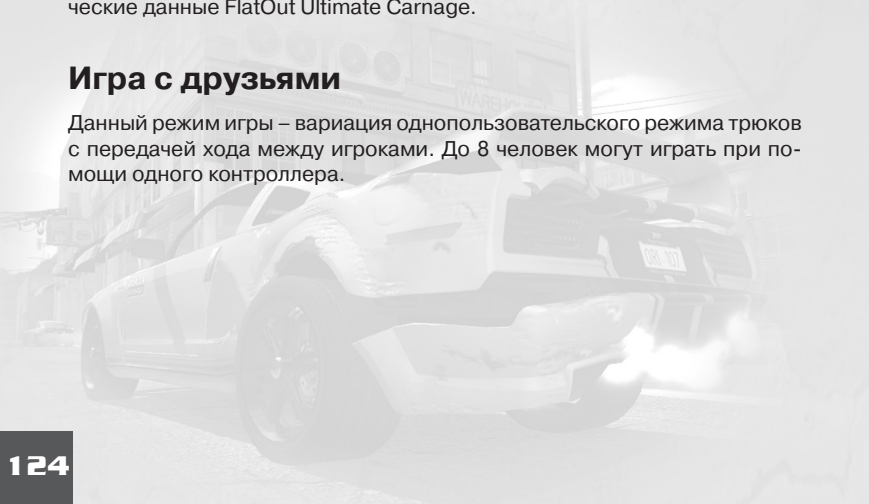 ческие данные FlatOut Ultimate Carnage.
Игра с друзьями
Данный режим игры – вариация однопользовательского режима трюков
с передачей хода между игроками. До 8 человек могут играть при по-
мощи одного контроллера.
124